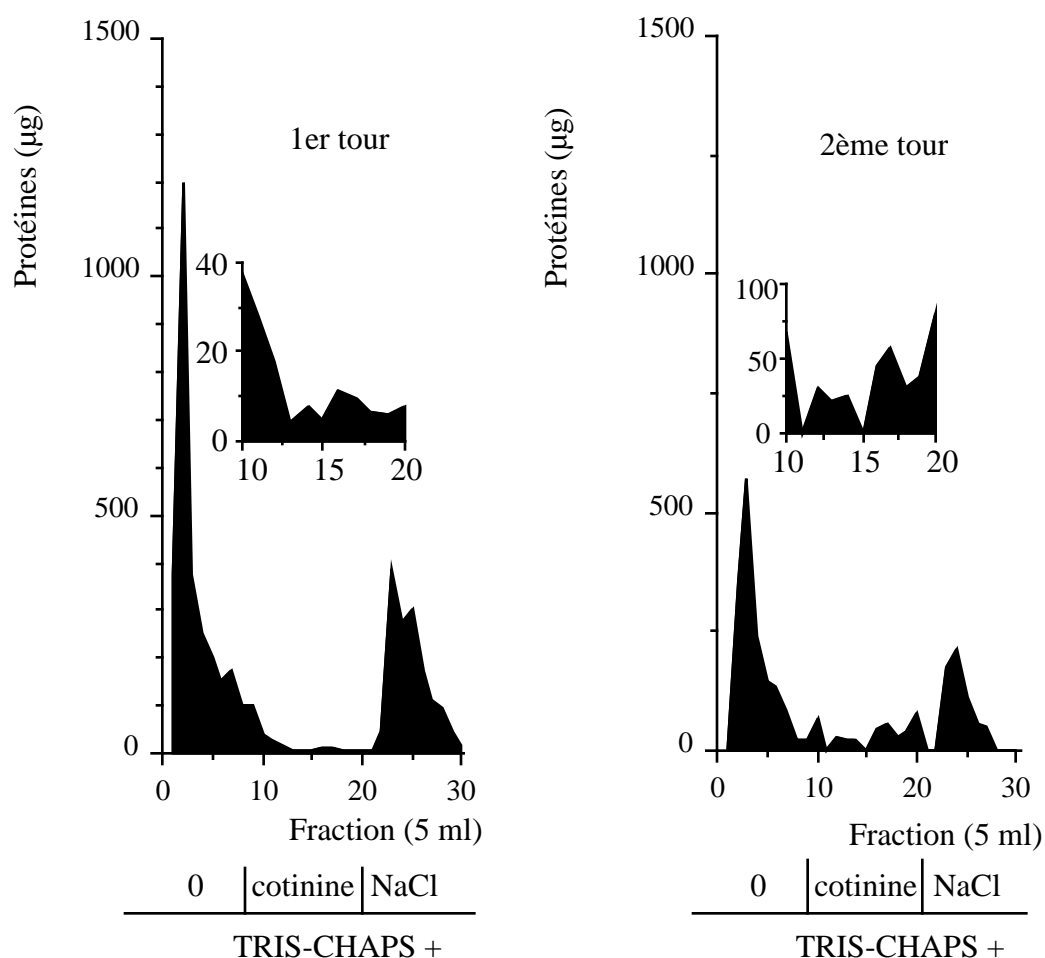 1er tour
Protéines (µg)
1500
1000
500
0
40
20
0
10 15 20
0 10 20 30
Fraction (5 ml)
0 cotinine NaCl
TRIS-CHAPS +
2ème tour
Protéines (µg)
1500
1000
500
0
100
50
0
10 15 20
0 10 20 30
Fraction (5 ml)
0 cotinine NaCl
TRIS-CHAPS +